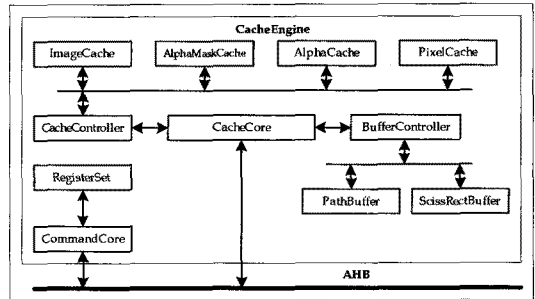 CacheEngine
ImageCache
AlphaMaskCache
AlphaCache
PixelCache
CacheController
CacheCore
BufferController
RegisterSet
PathBuffer
ScissRectBuffer
CommandCore
AHB